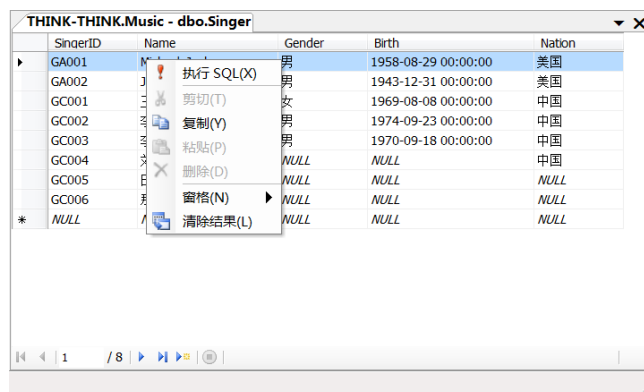 THINK-THINK.Music - dbo.Singer
SingerID Name Gender Birth Nation
GA001 男 1958-08-29 00:00:00 美国
GA002 男 1943-12-31 00:00:00 美国
GC001 女 1969-08-08 00:00:00 中国
GC002 男 1974-09-23 00:00:00 中国
GC003 男 1970-09-18 00:00:00 中国
GC004 NULL NULL 中国
GC005 NULL NULL NULL
GC006 NULL NULL NULL
NULL NULL NULL NULL
执行 SQL(X)
剪切(T)
复制(Y)
粘贴(P)
删除(D)
窗格(N)
清除结果(L)
1 / 8